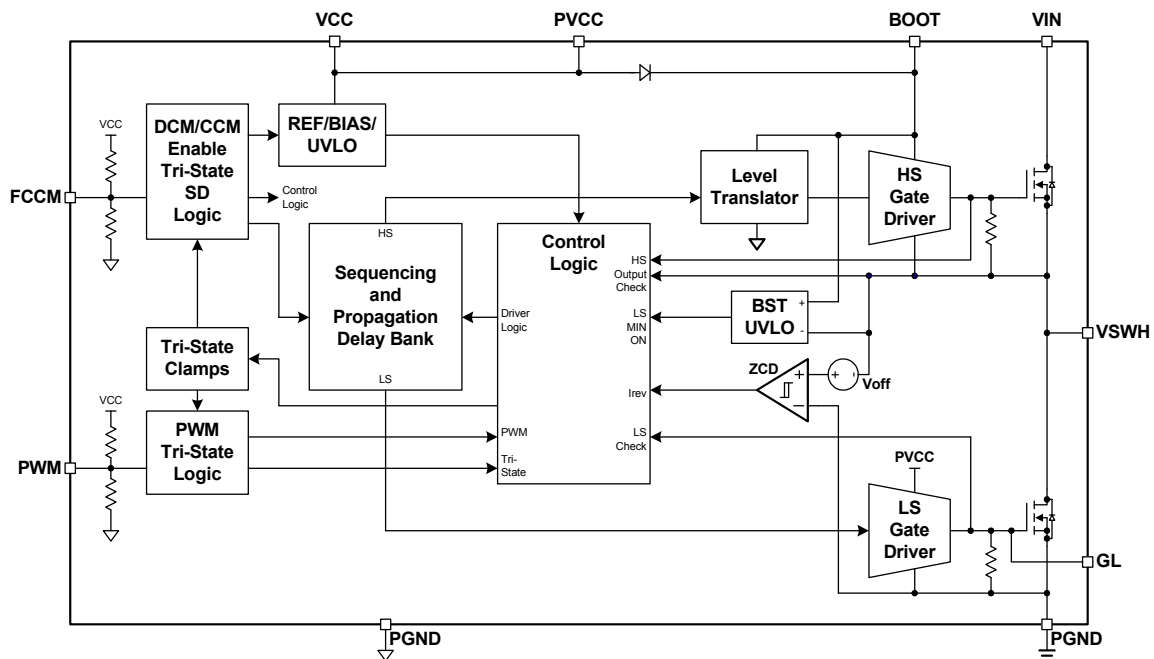 VCC
PVCC
BOOT
VIN
VCC
DCM/CCM
Enable
Tri-State
SD
Logic
REF/BIAS/
UVLO
FCCM
Control
Logic
Level
Translator
HS
Gate
Driver
HS
Sequencing
and
Propagation
Delay Bank
LS
Control
Logic
HS
Output
Check
Driver
Logic
LS
MIN
ON
BST
UVLO
+
-
VSWH
Tri-State
Clamps
ZCD
+
−
+
-
Voff
Irev
VCC
PWM
PWM
Tri-State
Logic
PWM
Tri-
State
LS
Check
PVCC
LS
Gate
Driver
GL
PGND
PGND